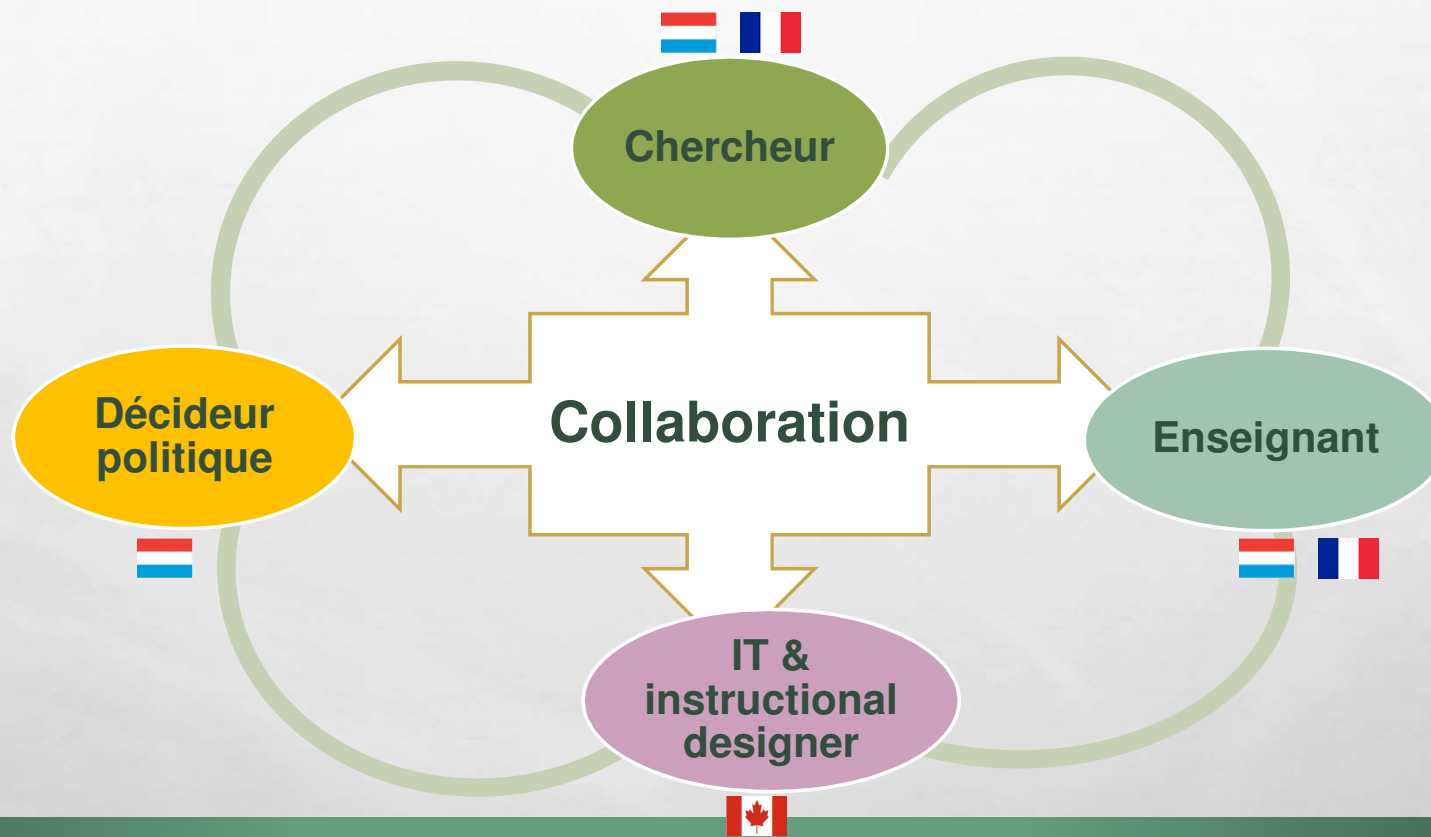 Chercheur
Décideur
politique
Collaboration
Enseignant
IT &
instructional
designer